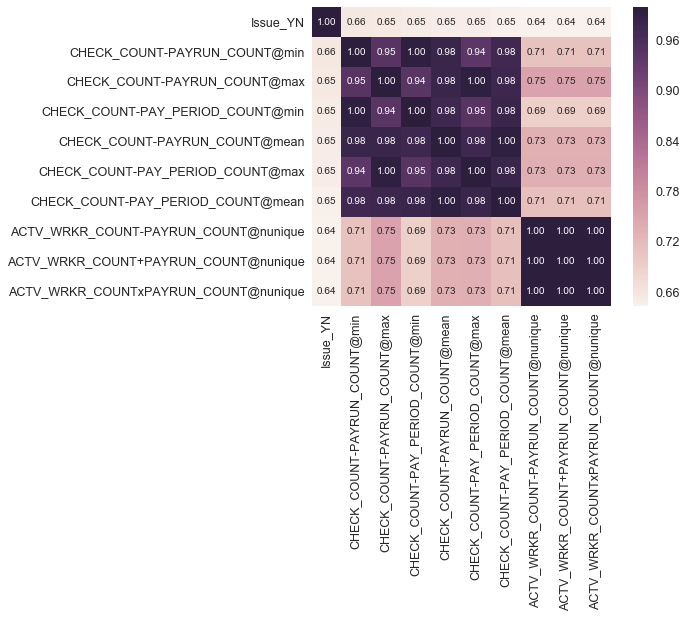 Issue_YN 1.00 0.66 0.65 0.65 0.65 0.65 0.65 0.64 0.64 0.64
CHECK_COUNT-PAYRUN_COUNT@min 0.66 1.00 0.95 1.00 0.98 0.94 0.98 0.71 0.71 0.71
CHECK_COUNT-PAYRUN_COUNT@max 0.65 0.95 1.00 0.94 0.98 1.00 0.98 0.75 0.75 0.75
CHECK_COUNT-PAY_PERIOD_COUNT@min 0.65 1.00 0.94 1.00 0.98 0.95 0.98 0.69 0.69 0.69
CHECK_COUNT-PAYRUN_COUNT@mean 0.65 0.98 0.98 0.98 1.00 0.98 1.00 0.73 0.73 0.73
CHECK_COUNT-PAY_PERIOD_COUNT@max 0.65 0.94 1.00 0.95 0.98 1.00 0.98 0.73 0.73 0.73
CHECK_COUNT-PAY_PERIOD_COUNT@mean 0.65 0.98 0.98 0.98 1.00 0.98 1.00 0.71 0.71 0.71
ACTV_WRKR_COUNT-PAYRUN_COUNT@nunique 0.64 0.71 0.75 0.69 0.73 0.73 0.71 1.00 1.00 1.00
ACTV_WRKR_COUNT+PAYRUN_COUNT@nunique 0.64 0.71 0.75 0.69 0.73 0.73 0.71 1.00 1.00 1.00
ACTV_WRKR_COUNTxPAYRUN_COUNT@nunique 0.64 0.71 0.75 0.69 0.73 0.73 0.71 1.00 1.00 1.00
Issue_YN
CHECK_COUNT-PAYRUN_COUNT@min
CHECK_COUNT-PAYRUN_COUNT@max
CHECK_COUNT-PAY_PERIOD_COUNT@min
CHECK_COUNT-PAYRUN_COUNT@mean
CHECK_COUNT-PAY_PERIOD_COUNT@max
CHECK_COUNT-PAY_PERIOD_COUNT@mean
ACTV_WRKR_COUNT-PAYRUN_COUNT@nunique
ACTV_WRKR_COUNT+PAYRUN_COUNT@nunique
ACTV_WRKR_COUNTxPAYRUN_COUNT@nunique
0.96
0.90
0.84
0.78
0.72
0.66